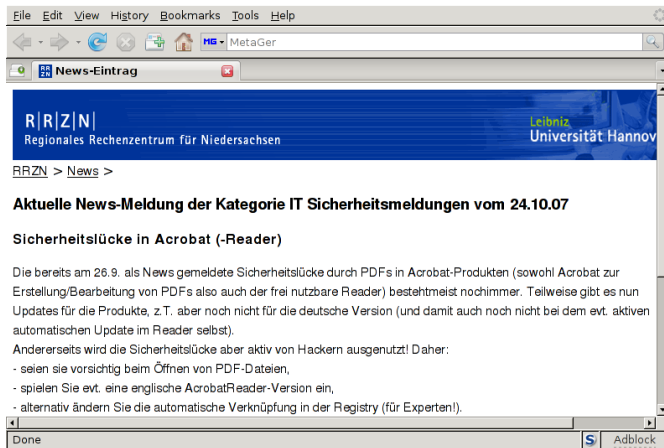 File Edit View History Bookmarks Tools Help
MG MetaGer
RR ZN News-Eintrag
R|R|Z|N|
Regionales Rechenzentrum für Niedersachsen
Leibniz
Universität Hannov
RRZN > News >
Aktuelle News-Meldung der Kategorie IT Sicherheitsmeldungen vom 24.10.07
Sicherheitslücke in Acrobat (-Reader)
Die bereits am 26.9. als News gemeldete Sicherheitslücke durch PDFs in Acrobat-Produkten (sowohl Acrobat zur
Erstellung/Bearbeitung von PDFs also auch der frei nutzbare Reader) bestehtmeist nochimmer. Teilweise gibt es nun
Updates für die Produkte, z.T. aber noch nicht für die deutsche Version (und damit auch noch nicht bei dem evt. aktiven
automatischen Update im Reader selbst).
Andererseits wird die Sicherheitslücke aber aktiv von Hackern ausgenutzt! Daher:
- seien sie vorsichtig beim Öffnen von PDF-Dateien,
- spielen Sie evt. eine englische AcrobatReader-Version ein,
- alternativ ändern Sie die automatische Verknüpfung in der Registry (für Experten!).
Done S Adblock